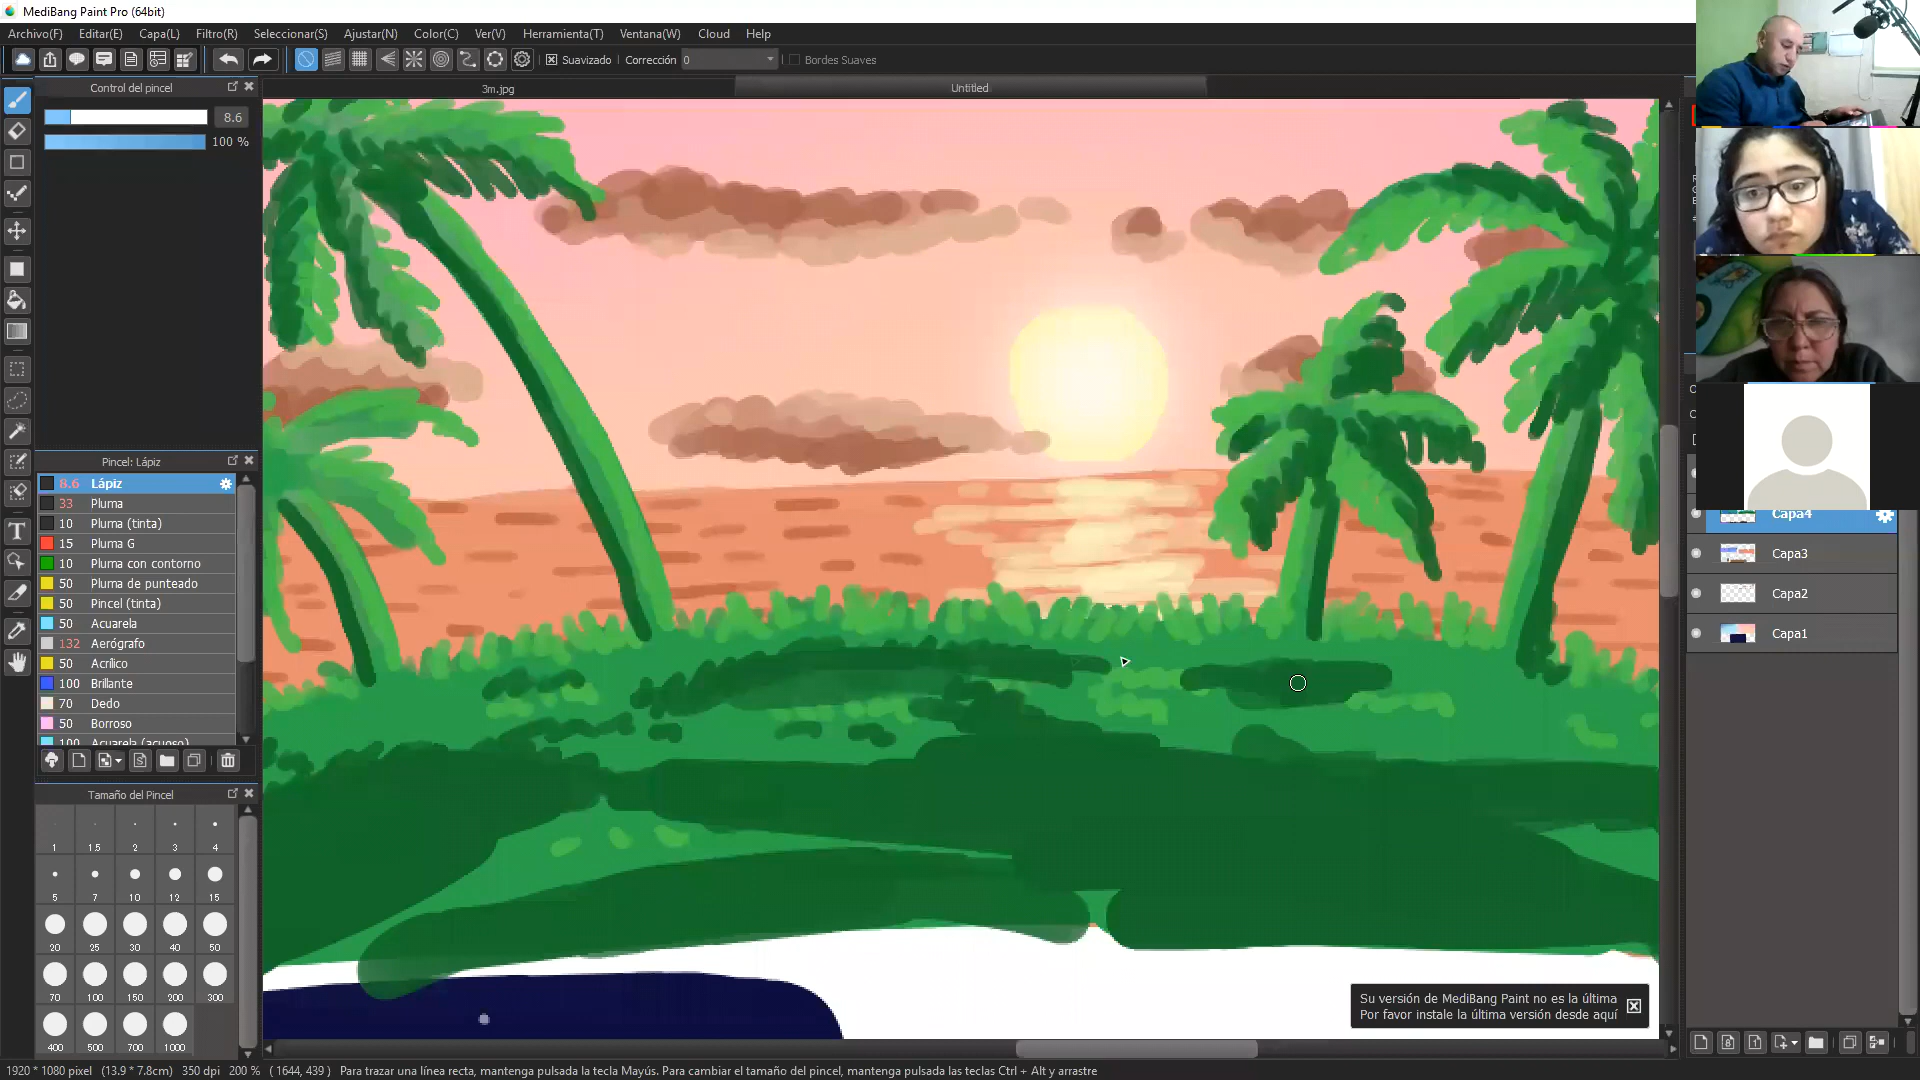 MediBang Paint Pro (64bit)
Archivo(F) Editar(E) Capa(L) Filtro(R) Seleccionar(S) Ajustar(N) Color(C) Ver(V) Herramienta(T) Ventana(W) Cloud Help
Suavizado Corrección 0 Bordes Suaves
Control del pincel
3m.jpg Untitled
8.6
100 %
Pincel: Lápiz
8.6 Lápiz
33 Pluma
10 Pluma (tinta)
15 Pluma G
10 Pluma con contorno
50 Pluma de punteado
50 Pincel (tinta)
50 Acuarela
132 Aerógrafo
50 Acrílico
100 Brillante
70 Dedo
50 Borroso
100 Acuarela (acuoso)
Tamaño del Pincel
1 1.5 2 3 4
5 7 10 12 15
20 25 30 40 50
70 100 150 200 300
400 500 700 1000
Capa4
Capa3
Capa2
Capa1
Su versión de MediBang Paint no es la última
Por favor instale la última versión desde aquí
1920 * 1080 pixel (13.9 * 7.8cm) 350 dpi 200 % ( 1644, 439 ) Para trazar una línea recta, mantenga pulsada la tecla Mayús. Para cambiar el tamaño del pincel, mantenga pulsada las teclas Ctrl + Alt y arrastre